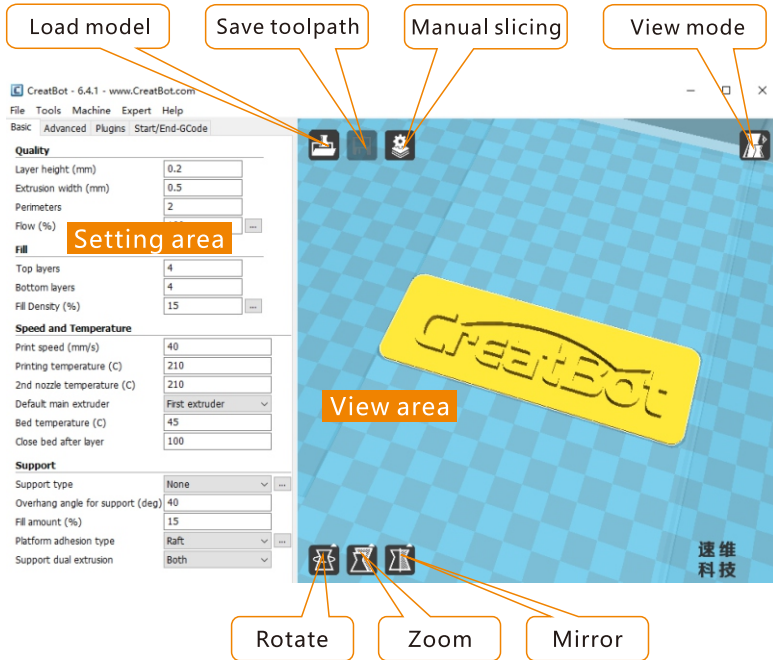 Load model
Save toolpath
Manual slicing
View mode
CreatBot - 6.4.1 - www.CreatBot.com
File Tools Machine Expert Help
Basic Advanced Plugins Start/End-GCode
Quality
Layer height (mm) 0.2
Extrusion width (mm) 0.5
Perimeters 2
Flow (%) ...
Setting area
Fill
Top layers 4
Bottom layers 4
Fill Density (%) 15 ...
Speed and Temperature
Print speed (mm/s) 40
Printing temperature (C) 210
2nd nozzle temperature (C) 210
Default main extruder First extruder
Bed temperature (C) 45
Close bed after layer 100
Support
Support type None ...
Overhang angle for support (deg) 40
Fill amount (%) 15
Platform adhesion type Raft ...
Support dual extrusion Both
CreatBot
View area
速维
科技
Rotate
Zoom
Mirror